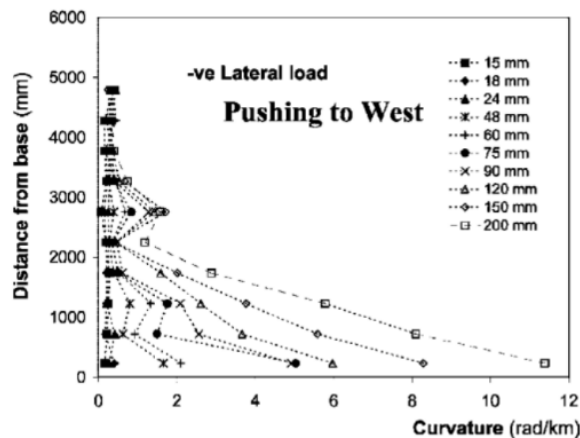 6000
5000
4000
3000
2000
1000
0
Distance from base (mm)
-ve Lateral load
Pushing to West
15 mm
18 mm
24 mm
48 mm
60 mm
75 mm
90 mm
120 mm
150 mm
200 mm
0 2 4 6 8 10 12
Curvature (rad/km)